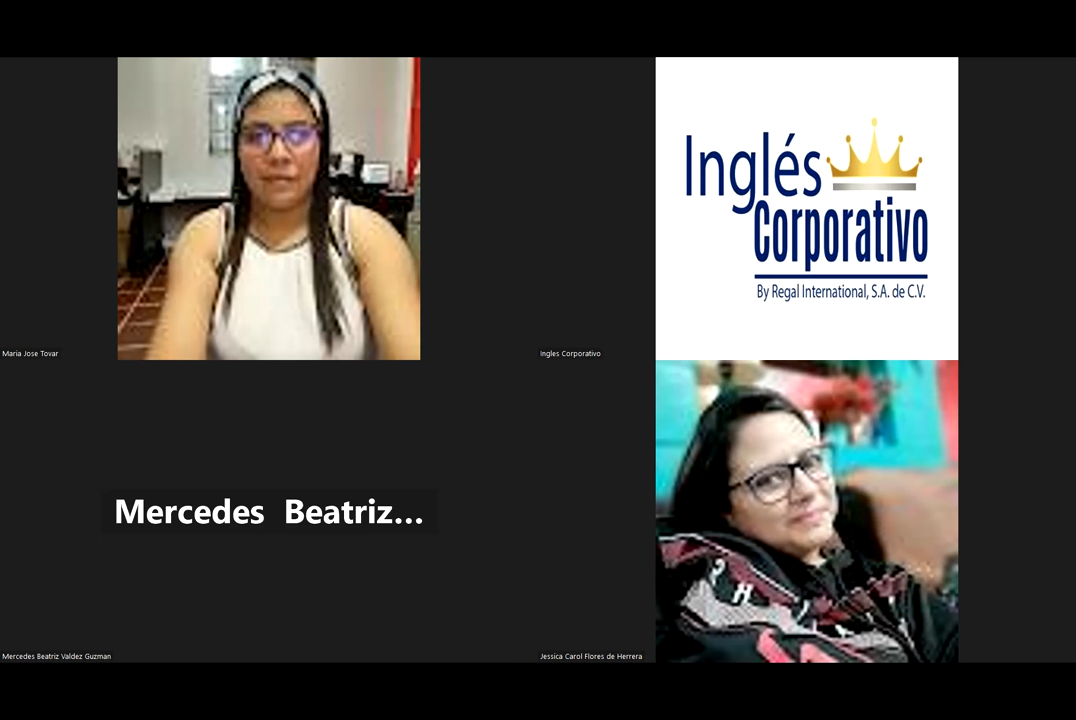 Inglés
Corporativo
By Regal International, S.A. de C.V.
Maria Jose Tovar
Ingles Corporativo
Mercedes Beatriz...
Mercedes Beatriz Valdez Guzman
Jessica Carol Flores de Herrera